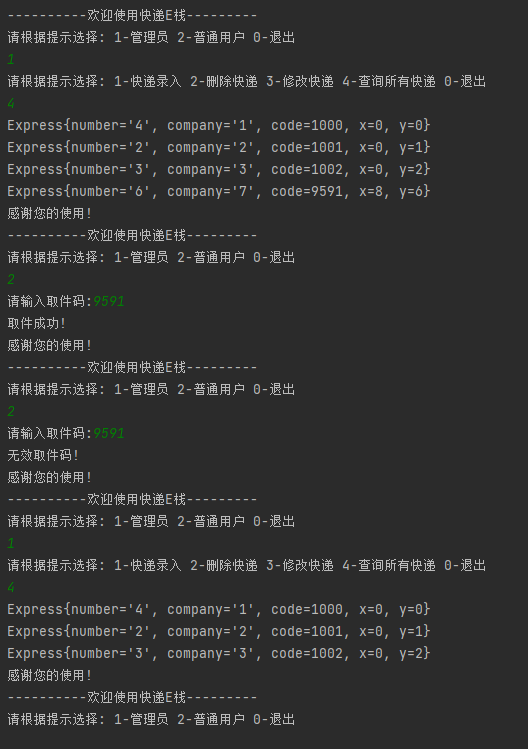 ----------欢迎使用快递E栈---------
请根据提示选择: 1-管理员 2-普通用户 0-退出
1
请根据提示选择: 1-快递录入 2-删除快递 3-修改快递 4-查询所有快递 0-退出
4
Express{number='4', company='1', code=1000, x=0, y=0}
Express{number='2', company='2', code=1001, x=0, y=1}
Express{number='3', company='3', code=1002, x=0, y=2}
Express{number='6', company='7', code=9591, x=8, y=6}
感谢您的使用!
----------欢迎使用快递E栈---------
请根据提示选择: 1-管理员 2-普通用户 0-退出
2
请输入取件码:9591
取件成功!
感谢您的使用!
----------欢迎使用快递E栈---------
请根据提示选择: 1-管理员 2-普通用户 0-退出
2
请输入取件码:9591
无效取件码!
感谢您的使用!
----------欢迎使用快递E栈---------
请根据提示选择: 1-管理员 2-普通用户 0-退出
1
请根据提示选择: 1-快递录入 2-删除快递 3-修改快递 4-查询所有快递 0-退出
4
Express{number='4', company='1', code=1000, x=0, y=0}
Express{number='2', company='2', code=1001, x=0, y=1}
Express{number='3', company='3', code=1002, x=0, y=2}
感谢您的使用!
----------欢迎使用快递E栈---------
请根据提示选择: 1-管理员 2-普通用户 0-退出